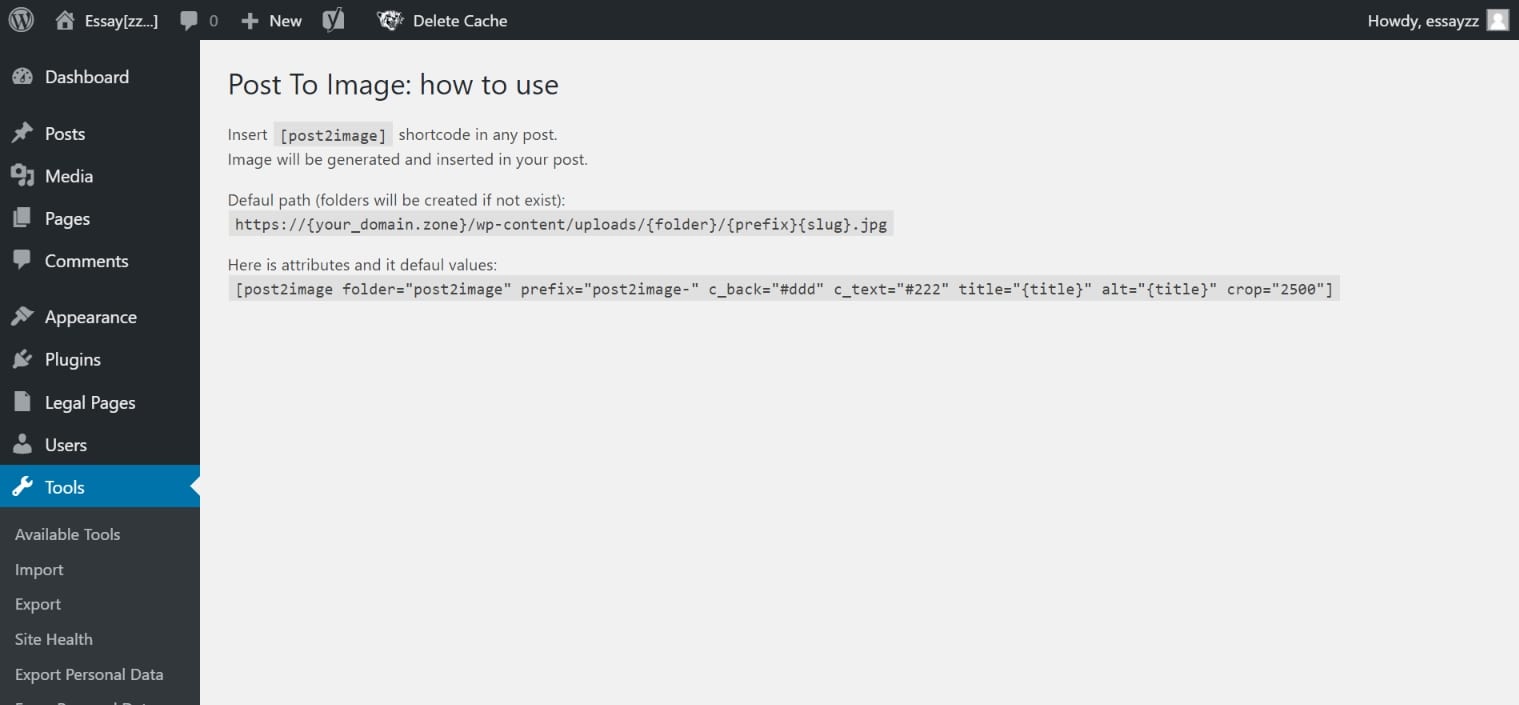 Essay[zz...] 0 New Delete Cache Howdy, essayzz
Dashboard
Posts
Media
Pages
Comments
Appearance
Plugins
Legal Pages
Users
Tools
Available Tools
Import
Export
Site Health
Export Personal Data
Post To Image: how to use
Insert [post2image] shortcode in any post.
Image will be generated and inserted in your post.
Defaul path (folders will be created if not exist):
https://{your_domain.zone}/wp-content/uploads/{folder}/{prefix}{slug}.jpg
Here is attributes and it defaul values:
[post2image folder="post2image" prefix="post2image-" c_back="#ddd" c_text="#222" title="{title}" alt="{title}" crop="2500"]